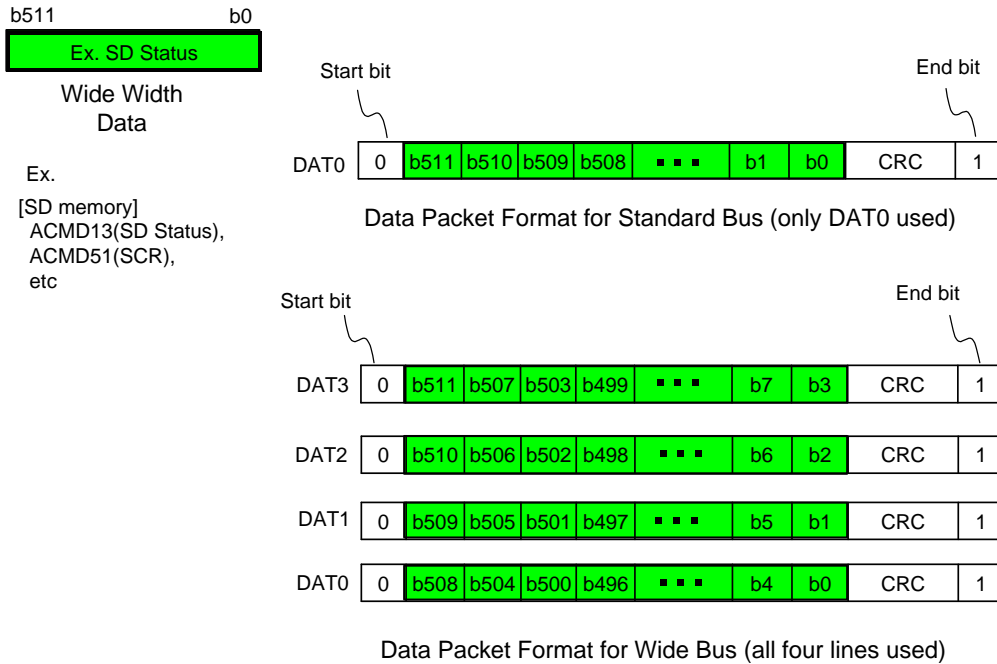 b511 b0
Ex. SD Status
Wide Width
Data
Ex.
[SD memory]
ACMD13(SD Status),
ACMD51(SCR),
etc
Start bit End bit
DAT0 0 b511 b510 b509 b508 ▪ ▪ ▪ b1 b0 CRC 1
Data Packet Format for Standard Bus (only DAT0 used)
Start bit End bit
DAT3 0 b511 b507 b503 b499 ▪ ▪ ▪ b7 b3 CRC 1
DAT2 0 b510 b506 b502 b498 ▪ ▪ ▪ b6 b2 CRC 1
DAT1 0 b509 b505 b501 b497 ▪ ▪ ▪ b5 b1 CRC 1
DAT0 0 b508 b504 b500 b496 ▪ ▪ ▪ b4 b0 CRC 1
Data Packet Format for Wide Bus (all four lines used)